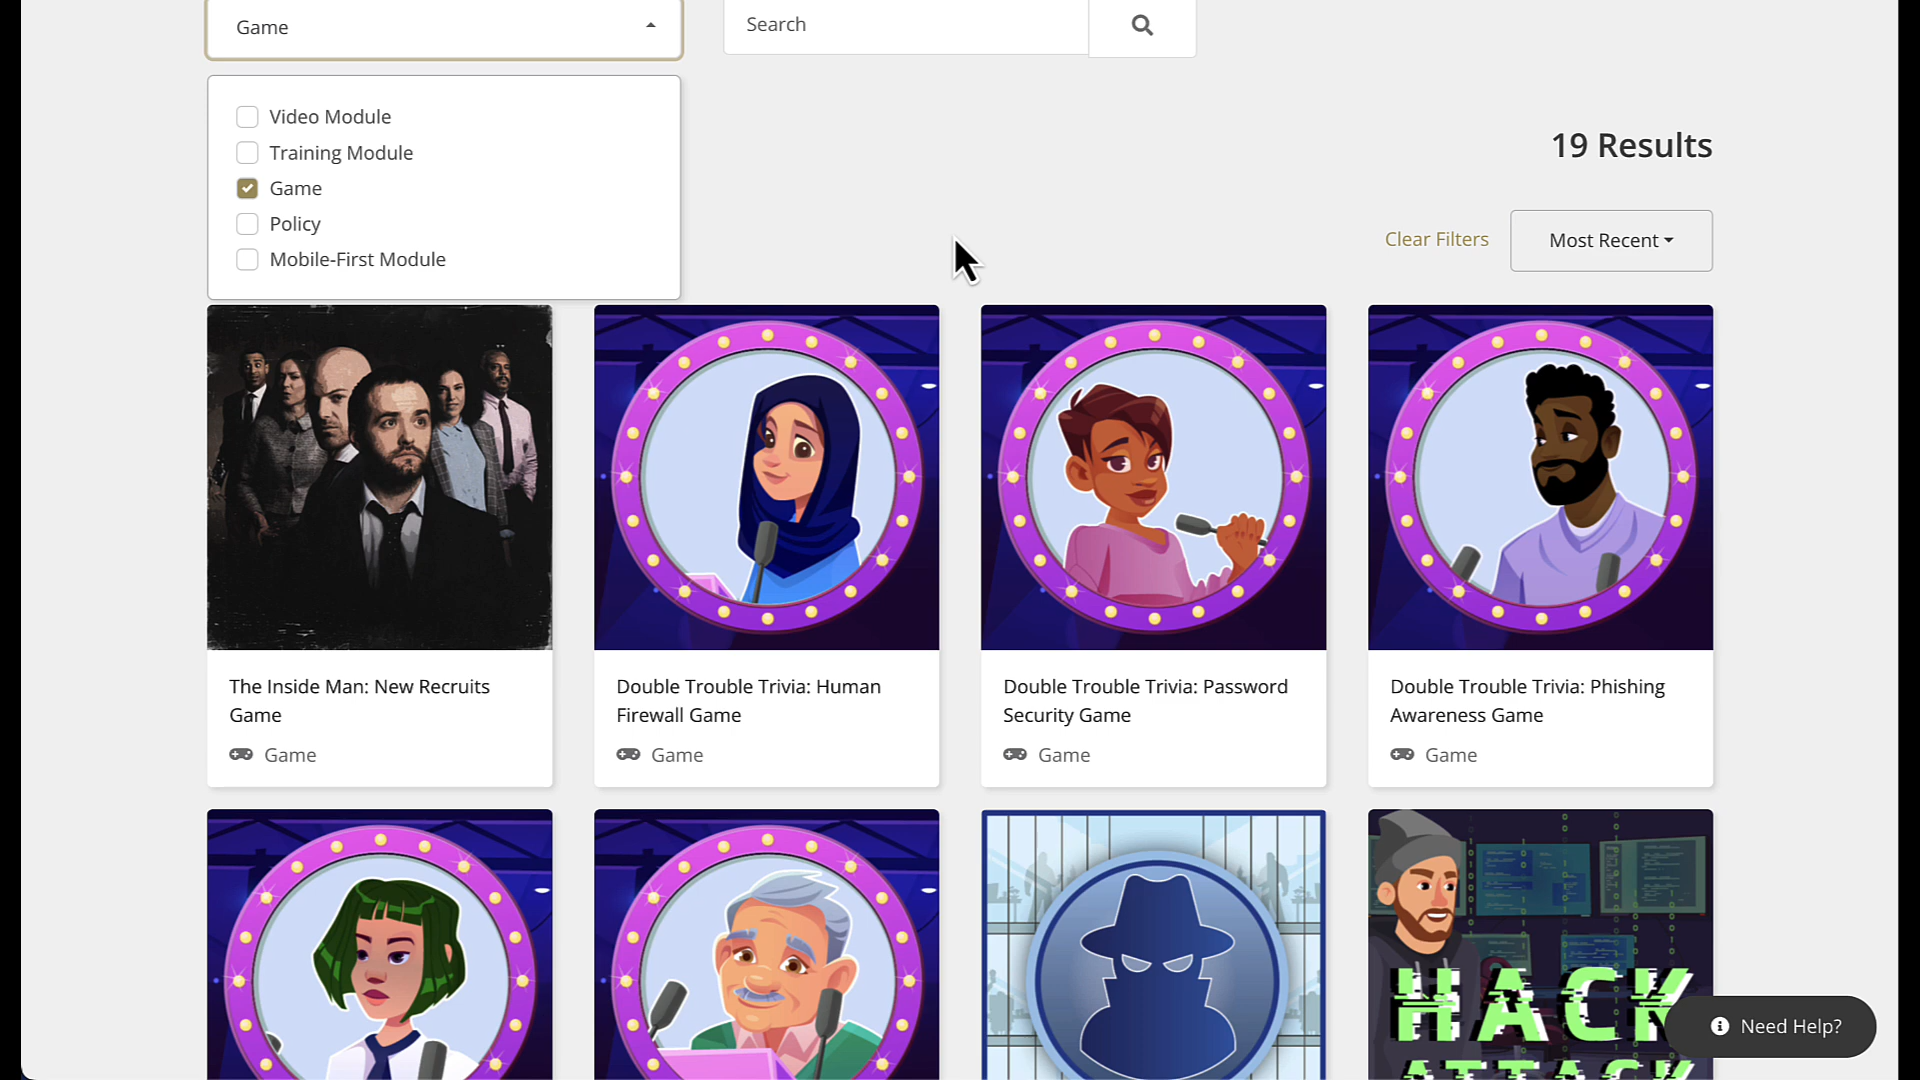 Game
Search
Video Module
Training Module
Game
Policy
Mobile-First Module
19 Results
Clear Filters
Most Recent
The Inside Man: New Recruits
Game
Game
Double Trouble Trivia: Human
Firewall Game
Game
Double Trouble Trivia: Password
Security Game
Game
Double Trouble Trivia: Phishing
Awareness Game
Game
HACK
ATTACK
Need Help?